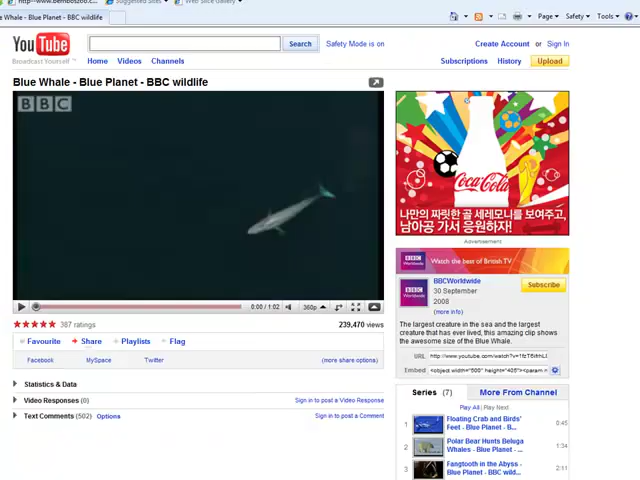 Suggested Sites
Web Slice Gallery
Whale - Blue Planet - BBC wildlife
Page
Safety
Tools
You Tube
Broadcast Yourself™
Search
Safety Mode is on
Create Account or Sign In
Home Videos Channels
Subscriptions History Upload
Blue Whale - Blue Planet - BBC wildlife
BBC
0:00 / 1:02
360p
387 ratings
239,470 views
Favourite Share Playlists Flag
Facebook MySpace Twitter (more share options)
Statistics & Data
Video Responses (0) Sign in to post a Video Response
Text Comments (502) Options Sign in to post a Comment
Coca-Cola
나만의 짜릿한 골 세레모니를 보여주고,
남아공 가서 응원하자!
Advertisement
BBC Worldwide
Watch the best of British TV
BBC Worldwide
BBCWorldwide
30 September
2008
(more info)
Subscribe
The largest creature in the sea and the largest
creature that has ever lived, this amazing clip shows
the awesome size of the Blue Whale.
URL
Embed
Series (7) More From Channel
Play All | Play Next
1 Floating Crab and Birds'
Feet - Blue Planet - B... 0:45
2 Polar Bear Hunts Beluga
Whales - Blue Planet - ... 1:34
3 Fangtooth in the Abyss -
Blue Planet - BBC wild... 2:11